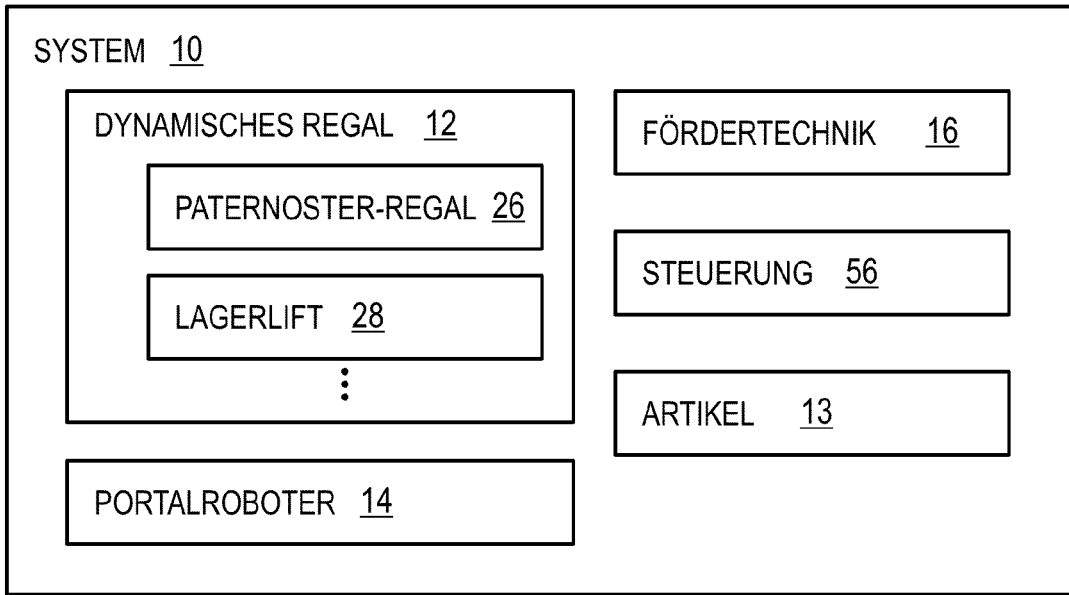 SYSTEM 10
DYNAMISCHES REGAL 12
PATERNOSTER-REGAL 26
LAGERLIFT 28
PORTALROBOTER 14
FÖRDERTECHNIK 16
STEUERUNG 56
ARTIKEL 13